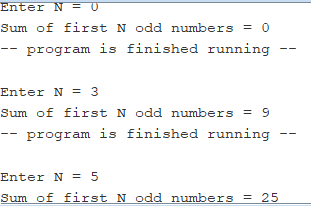 Enter N = 0
Sum of first N odd numbers = 0
-- program is finished running --
Enter N = 3
Sum of first N odd numbers = 9
-- program is finished running --
Enter N = 5
Sum of first N odd numbers = 25